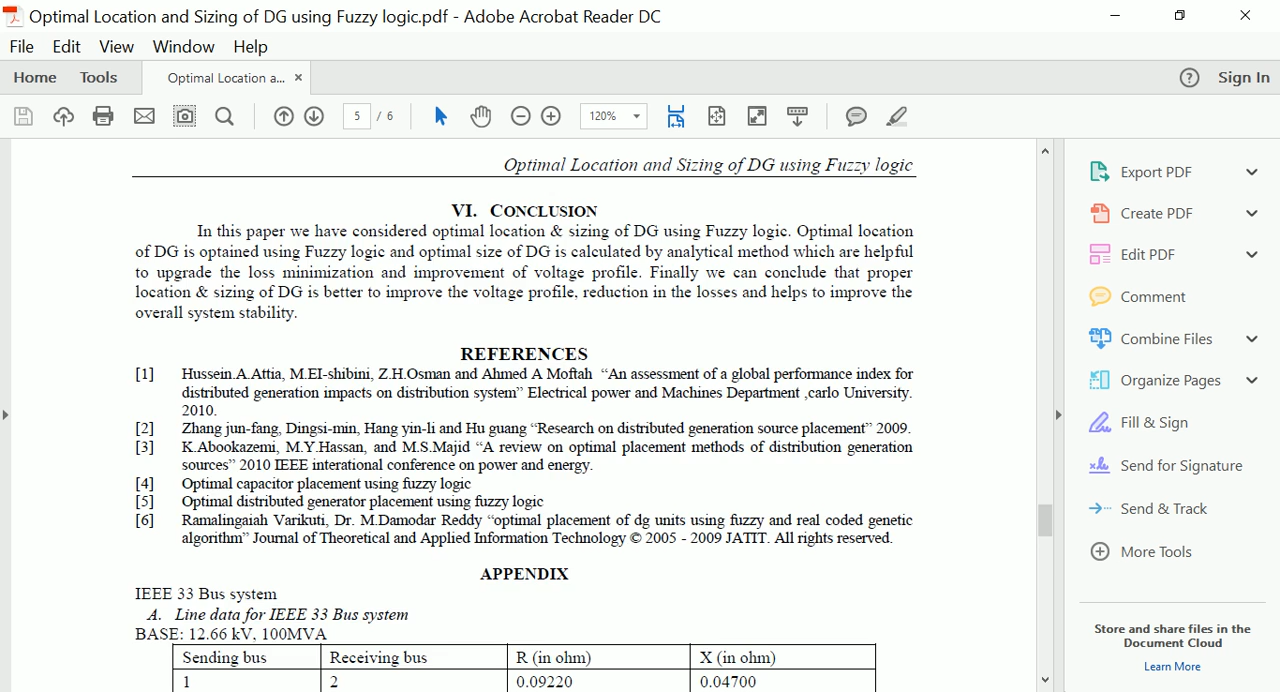 Optimal Location and Sizing of DG using Fuzzy logic.pdf - Adobe Acrobat Reader DC
File Edit View Window Help
Home Tools Optimal Location a... × Sign In
5 / 6 120%
Optimal Location and Sizing of DG using Fuzzy logic
VI. CONCLUSION
In this paper we have considered optimal location & sizing of DG using Fuzzy logic. Optimal location
of DG is optained using Fuzzy logic and optimal size of DG is calculated by analytical method which are helpful
to upgrade the loss minimization and improvement of voltage profile. Finally we can conclude that proper
location & sizing of DG is better to improve the voltage profile, reduction in the losses and helps to improve the
overall system stability.
REFERENCES
[1] Hussein.A.Attia, M.EI-shibini, Z.H.Osman and Ahmed A Moftah “An assessment of a global performance index for
distributed generation impacts on distribution system” Electrical power and Machines Department ,carlo University.
2010.
[2] Zhang jun-fang, Dingsi-min, Hang yin-li and Hu guang “Research on distributed generation source placement” 2009.
[3] K.Abookazemi, M.Y.Hassan, and M.S.Majid “A review on optimal placement methods of distribution generation
sources” 2010 IEEE interational conference on power and energy.
[4] Optimal capacitor placement using fuzzy logic
[5] Optimal distributed generator placement using fuzzy logic
[6] Ramalingaiah Varikuti, Dr. M.Damodar Reddy “optimal placement of dg units using fuzzy and real coded genetic
algorithm” Journal of Theoretical and Applied Information Technology © 2005 - 2009 JATIT. All rights reserved.
APPENDIX
IEEE 33 Bus system
A. Line data for IEEE 33 Bus system
BASE: 12.66 kV, 100MVA
Sending bus Receiving bus R (in ohm) X (in ohm)
1 2 0.09220 0.04700
Export PDF
Create PDF
Edit PDF
Comment
Combine Files
Organize Pages
Fill & Sign
Send for Signature
Send & Track
More Tools
Store and share files in the
Document Cloud
Learn More